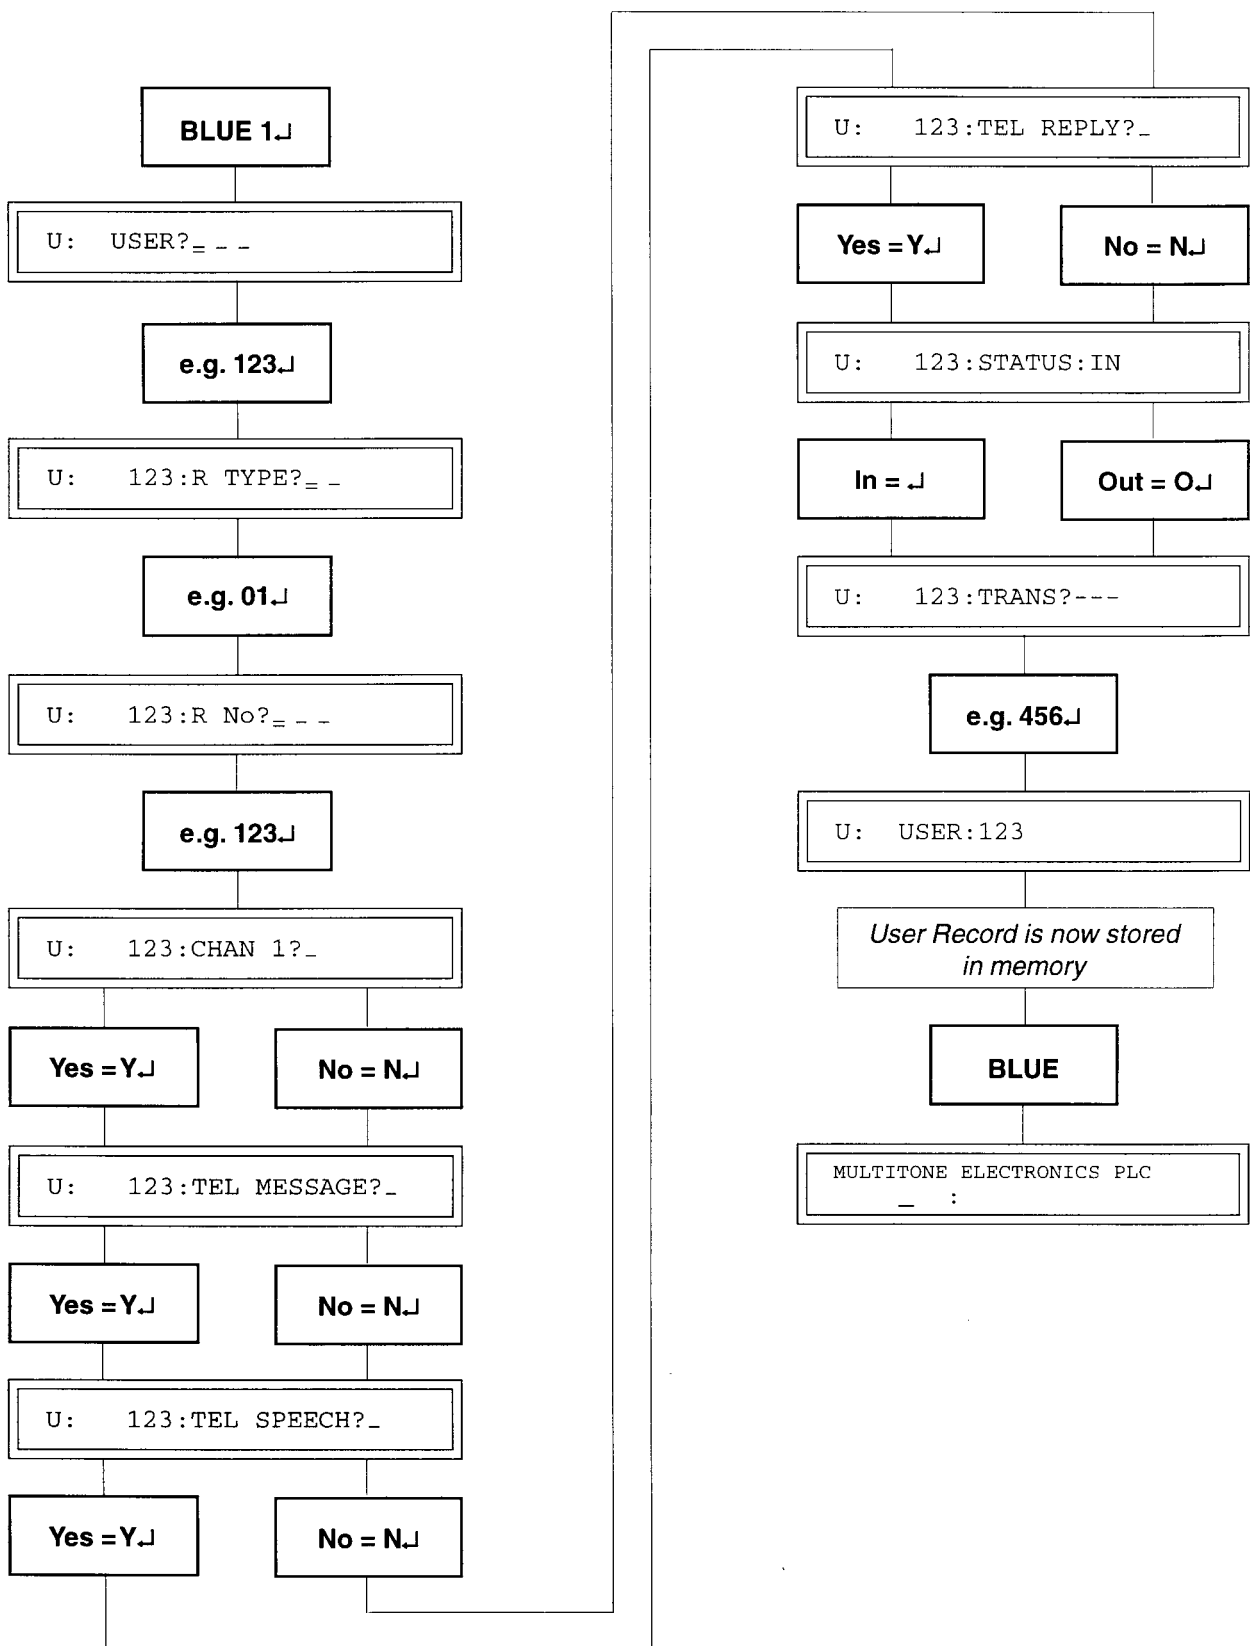 BLUE 1↵
U: USER?_ _ _
e.g. 123↵
U: 123:R TYPE?_ _
e.g. 01↵
U: 123:R No?_ _ _
e.g. 123↵
U: 123:CHAN 1?_
Yes =Y↵
No = N↵
U: 123:TEL MESSAGE?_
Yes =Y↵
No = N↵
U: 123:TEL SPEECH?_
Yes =Y↵
No = N↵
U: 123:TEL REPLY?_
Yes =Y↵
No = N↵
U: 123:STATUS:IN
In = ↵
Out = O↵
U: 123:TRANS?---
e.g. 456↵
U: USER:123
User Record is now stored
in memory
BLUE
MULTITONE ELECTRONICS PLC
_ :